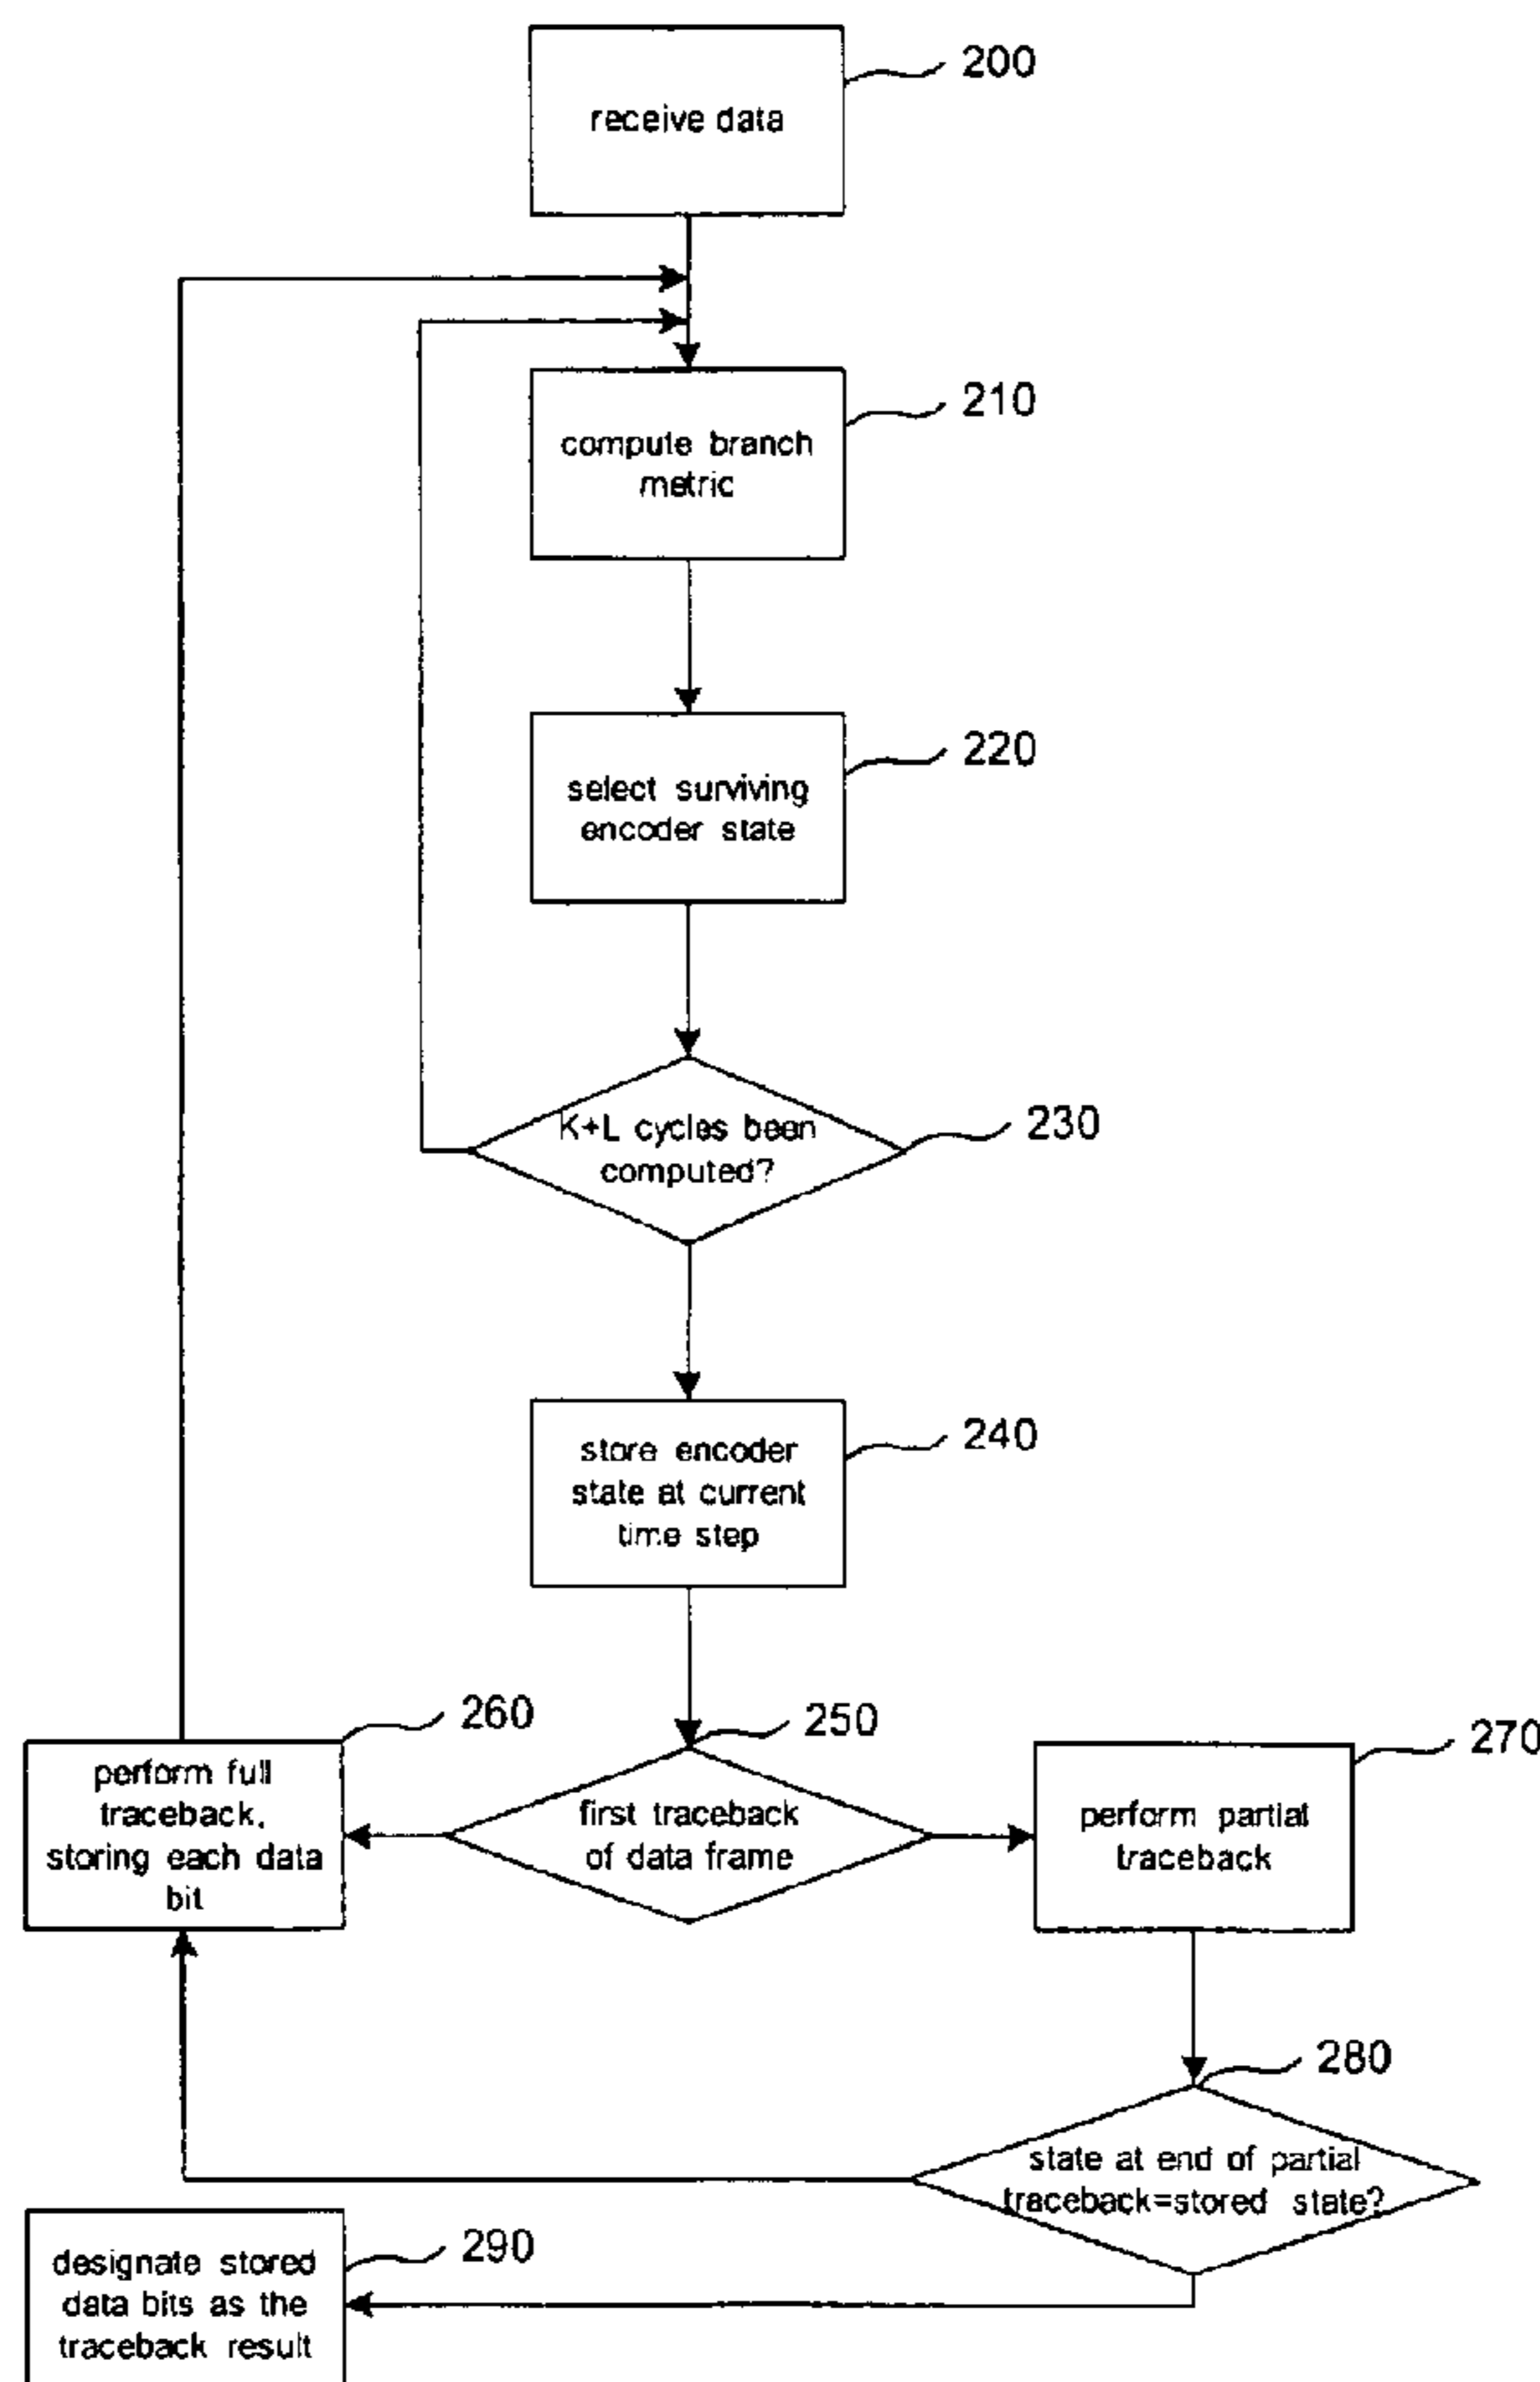 200
receive data
210
compute branch
metric
220
select surviving
encoder state
230
K+L cycles been
computed?
240
store encoder
state at current
time step
250
first traceback
of data frame
260
perform full
traceback,
storing each data
bit
270
perform partial
traceback
280
state at end of partial
traceback=stored state?
290
designate stored
data bits as the
traceback result